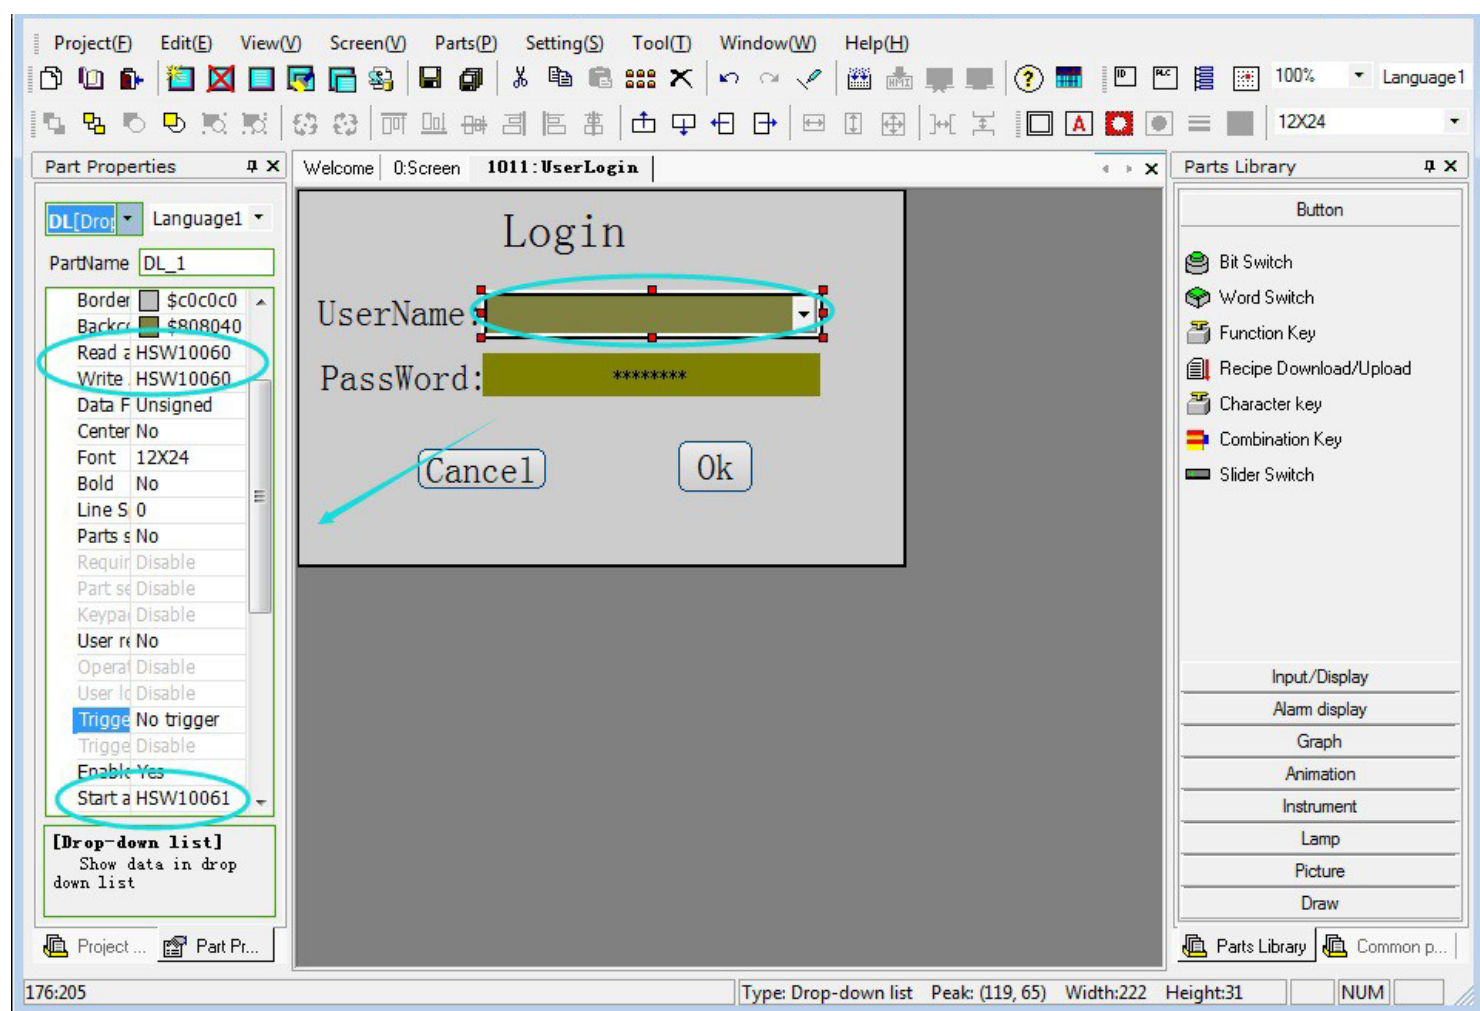 Project(F) Edit(E) View(V) Screen(V) Parts(P) Setting(S) Tool(T) Window(W) Help(H)
100% Language1
12X24
Part Properties
Welcome 0:Screen 1011:UserLogin
Parts Library
DL[Drop Language1
PartName DL_1
Border $c0c0c0
Backco $808040
Read a HSW10060
Write . HSW10060
Data F Unsigned
Center No
Font 12X24
Bold No
Line S 0
Parts s No
Requir Disable
Part se Disable
Keypa Disable
User re No
Operat Disable
User lo Disable
Trigge No trigger
Trigge Disable
Enable Yes
Start a HSW10061
[Drop-down list]
Show data in drop
down list
Project ... Part Pr...
Login
UserName:
PassWord: ********
Cancel Ok
Button
Bit Switch
Word Switch
Function Key
Recipe Download/Upload
Character key
Combination Key
Slider Switch
Input/Display
Alarm display
Graph
Animation
Instrument
Lamp
Picture
Draw
Parts Library Common p...
176:205 Type: Drop-down list Peak: (119, 65) Width:222 Height:31 NUM